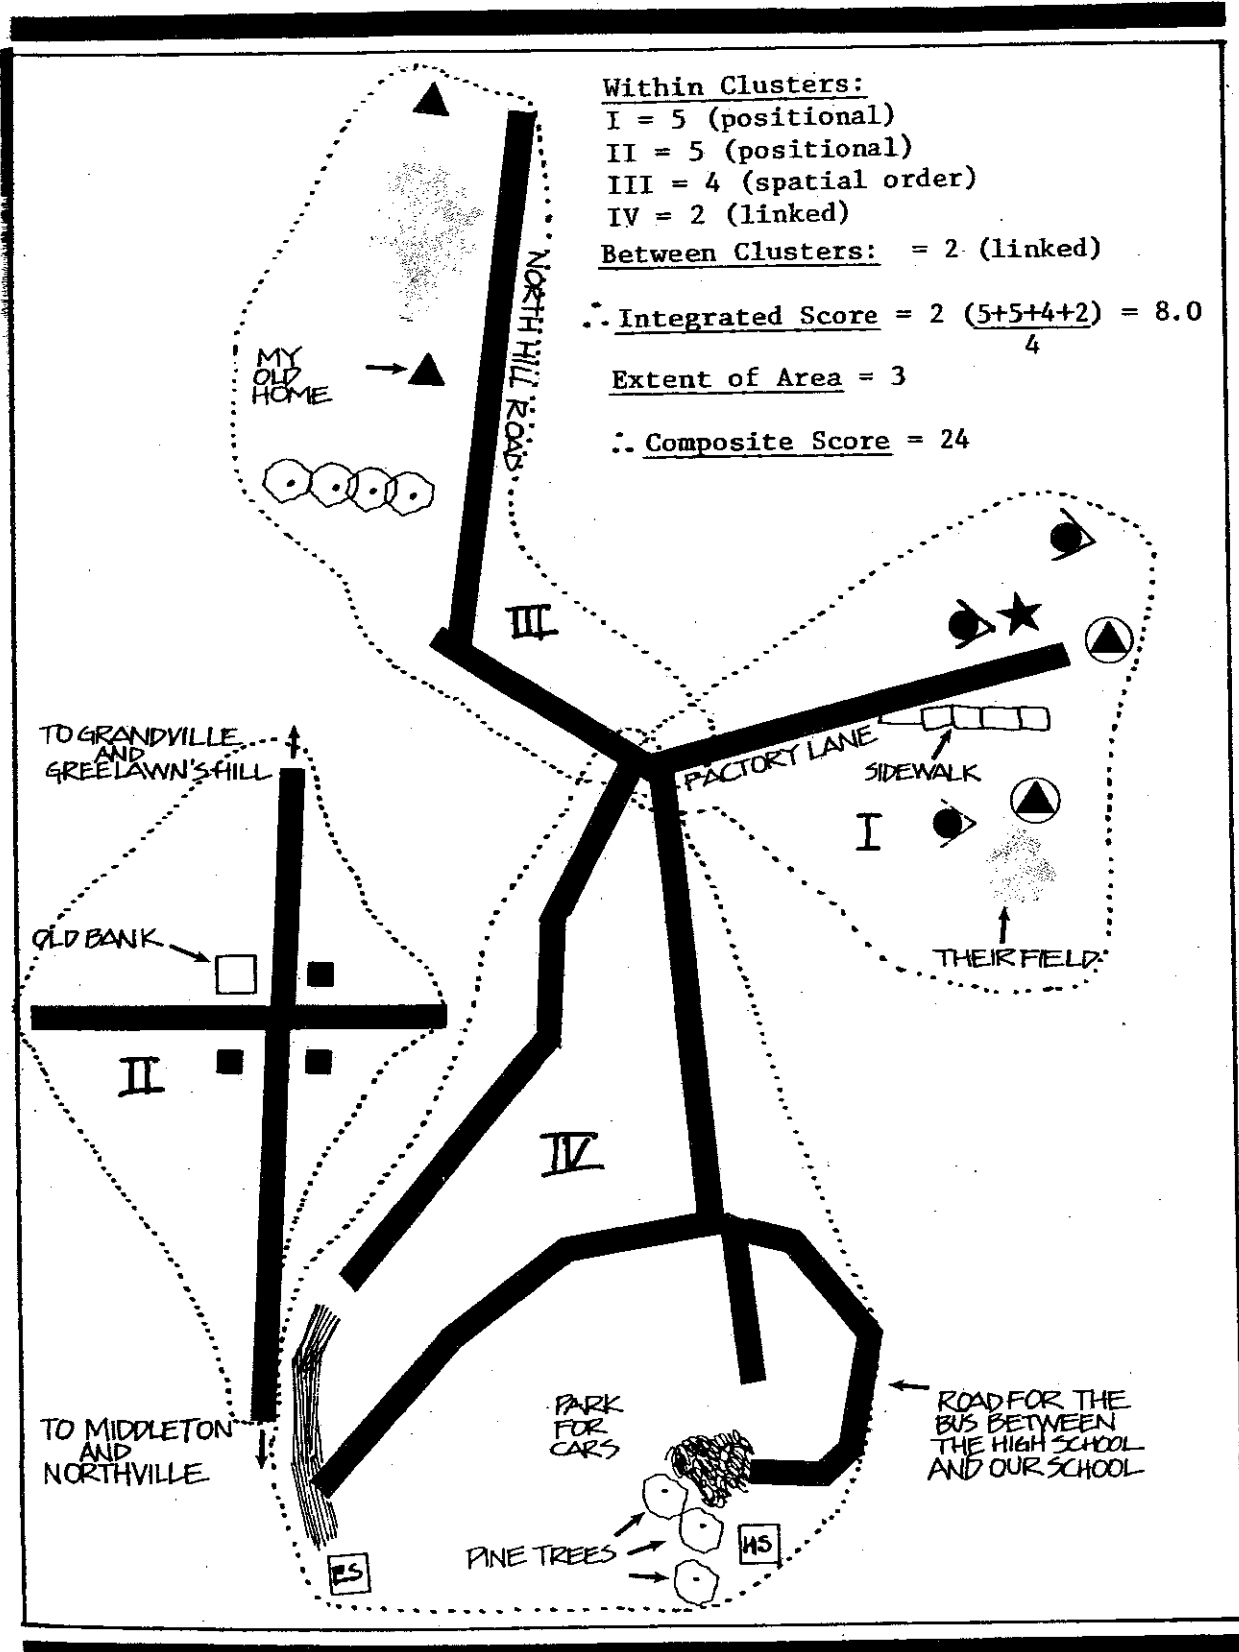 Within Clusters:
I = 5 (positional)
II = 5 (positional)
III = 4 (spatial order)
IV = 2 (linked)
Between Clusters: = 2 (linked)
∴ Integrated Score = 2 (5+5+4+2) = 8.0
4
Extent of Area = 3
∴ Composite Score = 24
NORTH HILL ROAD
MY
OLD
HOME
III
TO GRANDVILLE
AND
GREELAWN'S HILL
FACTORY LANE
SIDEWALK
I
THEIR FIELD
OLD BANK
II
IV
TO MIDDLETON
AND
NORTHVILLE
PARK
FOR
CARS
ROAD FOR THE
BUS BETWEEN
THE HIGH SCHOOL
AND OUR SCHOOL
PINE TREES
HS
ES